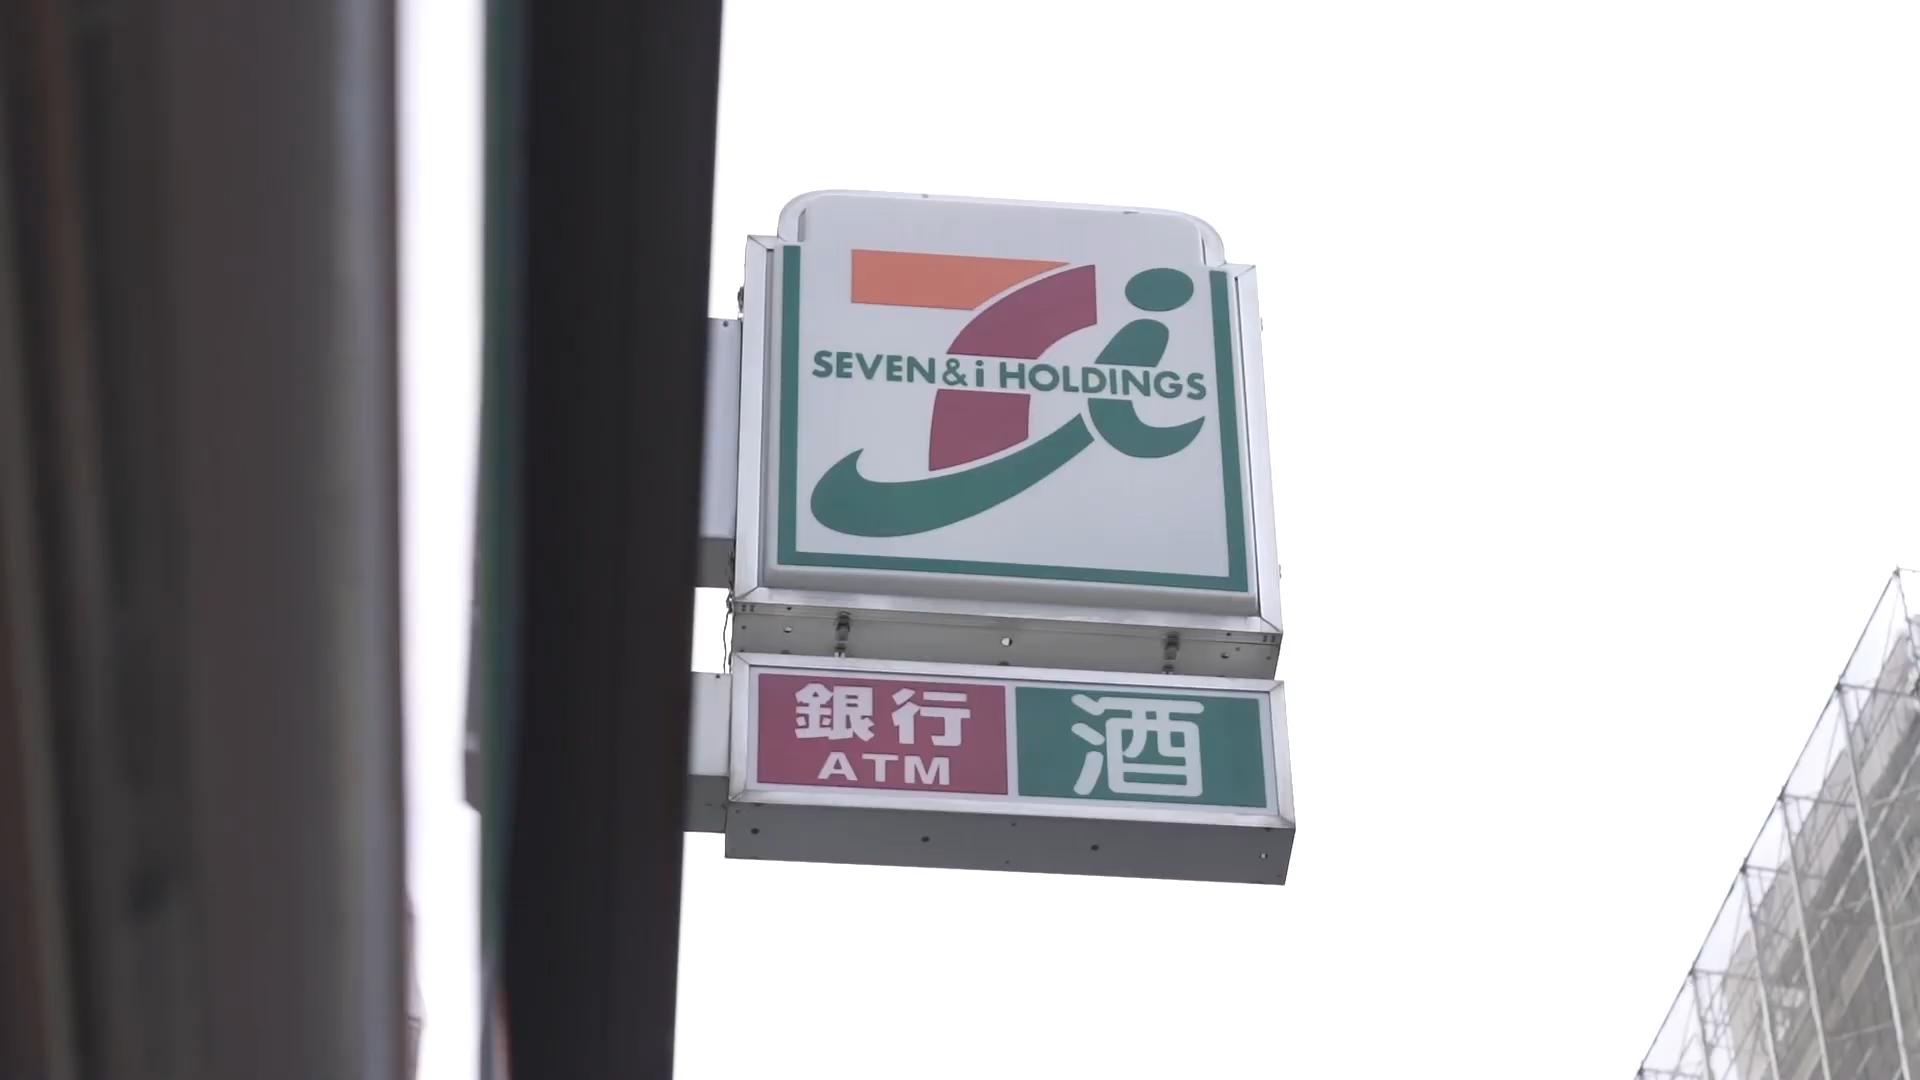 SEVEN & i HOLDINGS
銀行
ATM
酒